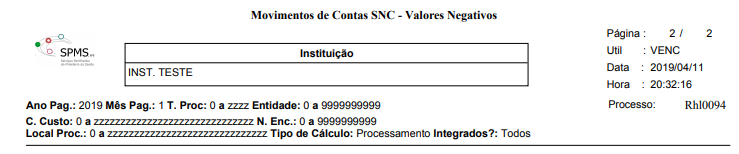 Movimentos de Contas SNC - Valores Negativos
Página : 2 / 2
SPMS
Instituição
Util : VENC
INST. TESTE
Data : 2019/04/11
Hora : 20:32:16
Ano Pag.: 2019 Mês Pag.: 1 T. Proc: 0 a zzzz Entidade: 0 a 9999999999
Processo: Rhl0094
C. Custo: 0 a zzzzzzzzzzzzzzzzzzzzzzzzzzzzzz N. Enc.: 0 a 9999999999
Local Proc.: 0 a zzzzzzzzzzzzzzzzzzzzzzzzzzzzzz Tipo de Cálculo: Processamento Integrados?: Todos